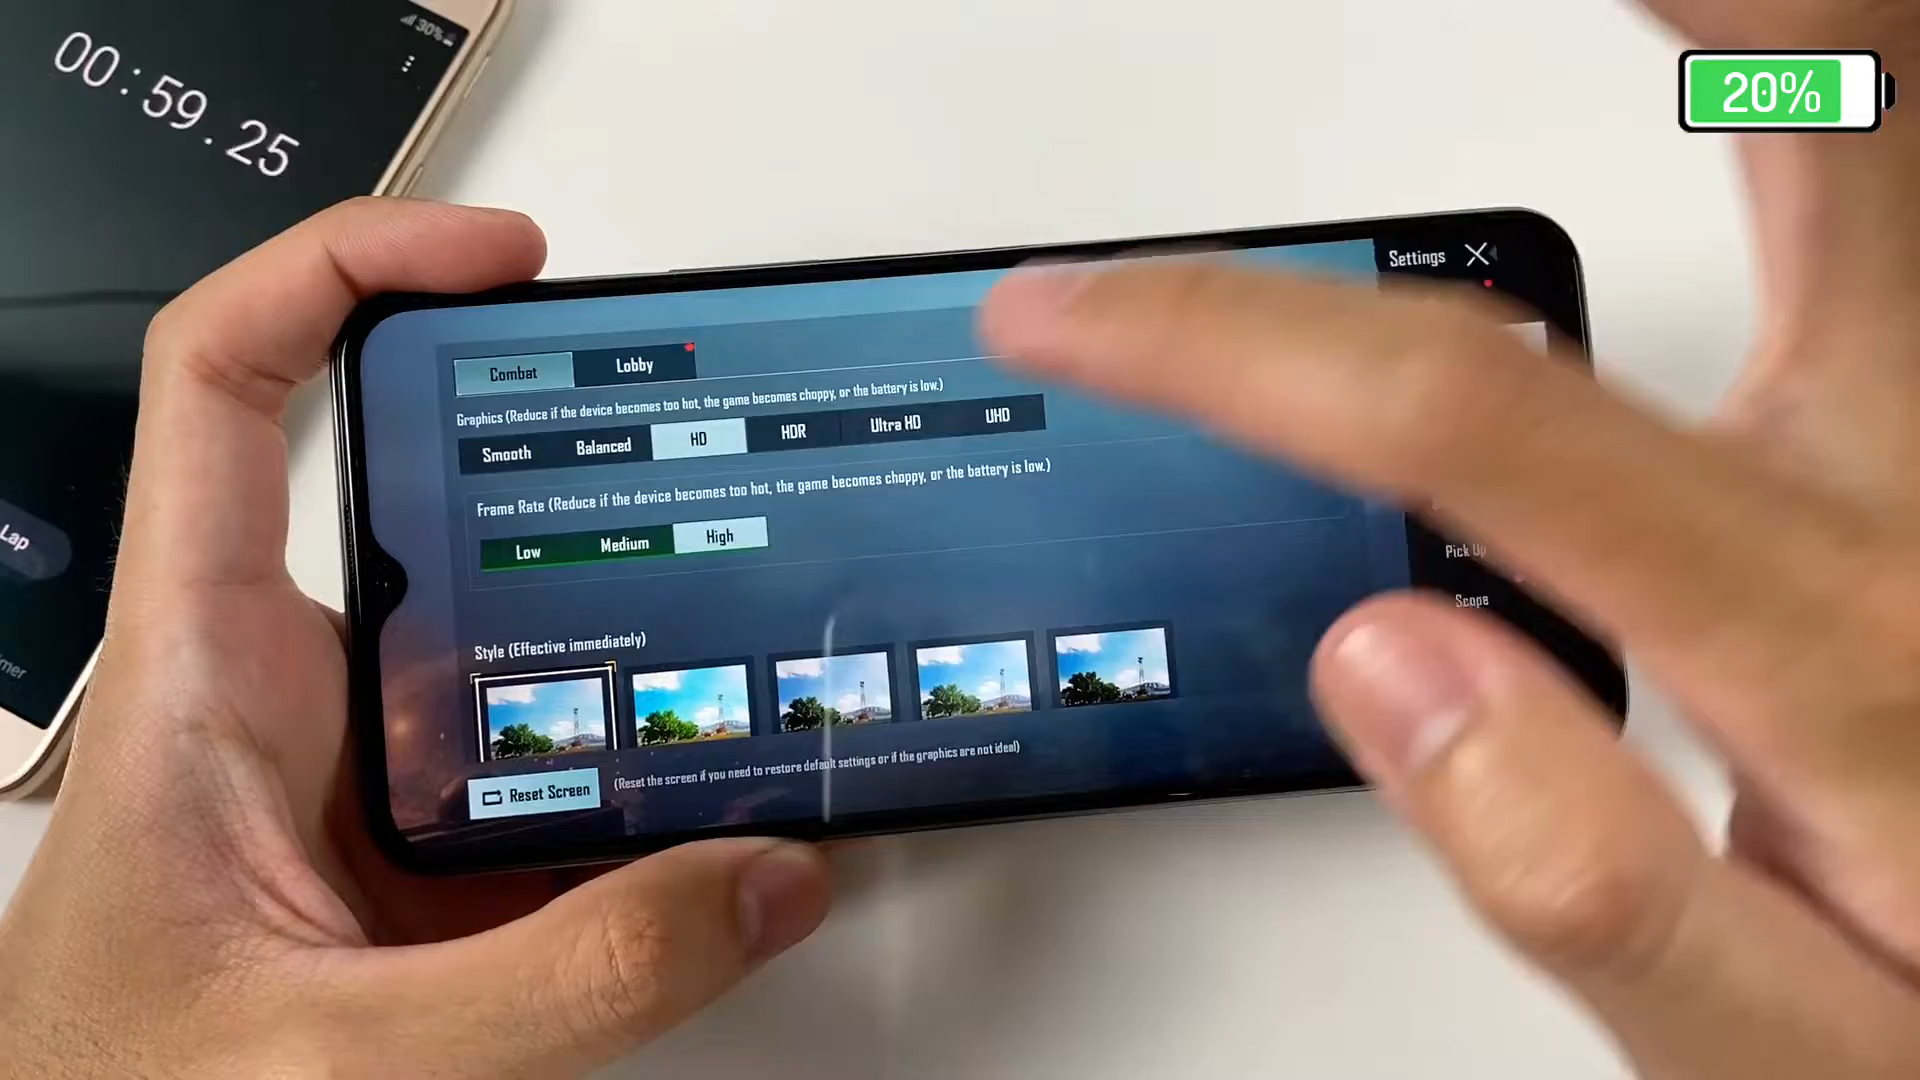 00:59.25
30%
20%
Settings
Combat
Lobby
Graphics (Reduce if the device becomes too hot, the game becomes choppy, or the battery is low.)
Smooth
Balanced
HD
HDR
Ultra HD
UHD
Frame Rate (Reduce if the device becomes too hot, the game becomes choppy, or the battery is low.)
Low
Medium
High
Lap
Pick Up
Scope
Style (Effective immediately)
Reset Screen
(Reset the screen if you need to restore default settings or if the graphics are not ideal)